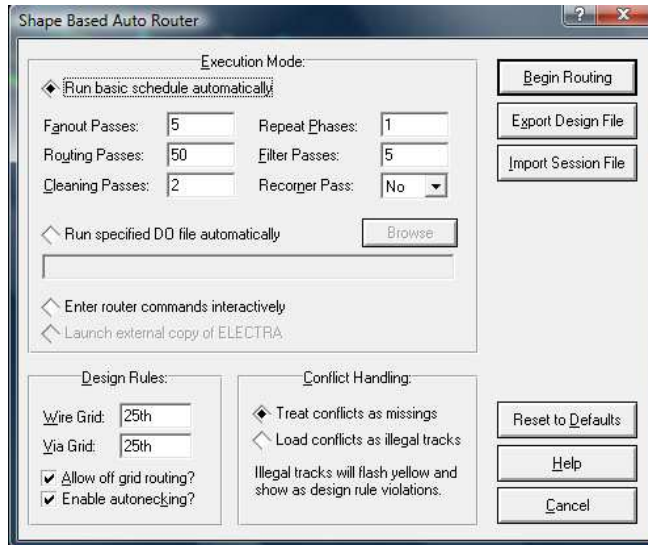 Shape Based Auto Router
Execution Mode:
Run basic schedule automatically
Fanout Passes: 5 Repeat Phases: 1
Routing Passes: 50 Filter Passes: 5
Cleaning Passes: 2 Recorner Pass: No
Run specified DO file automatically Browse
Enter router commands interactively
Launch external copy of ELECTRA
Begin Routing
Export Design File
Import Session File
Design Rules:
Wire Grid: 25th
Via Grid: 25th
Allow off grid routing?
Enable autonecking?
Conflict Handling:
Treat conflicts as missings
Load conflicts as illegal tracks
Illegal tracks will flash yellow and
show as design rule violations.
Reset to Defaults
Help
Cancel